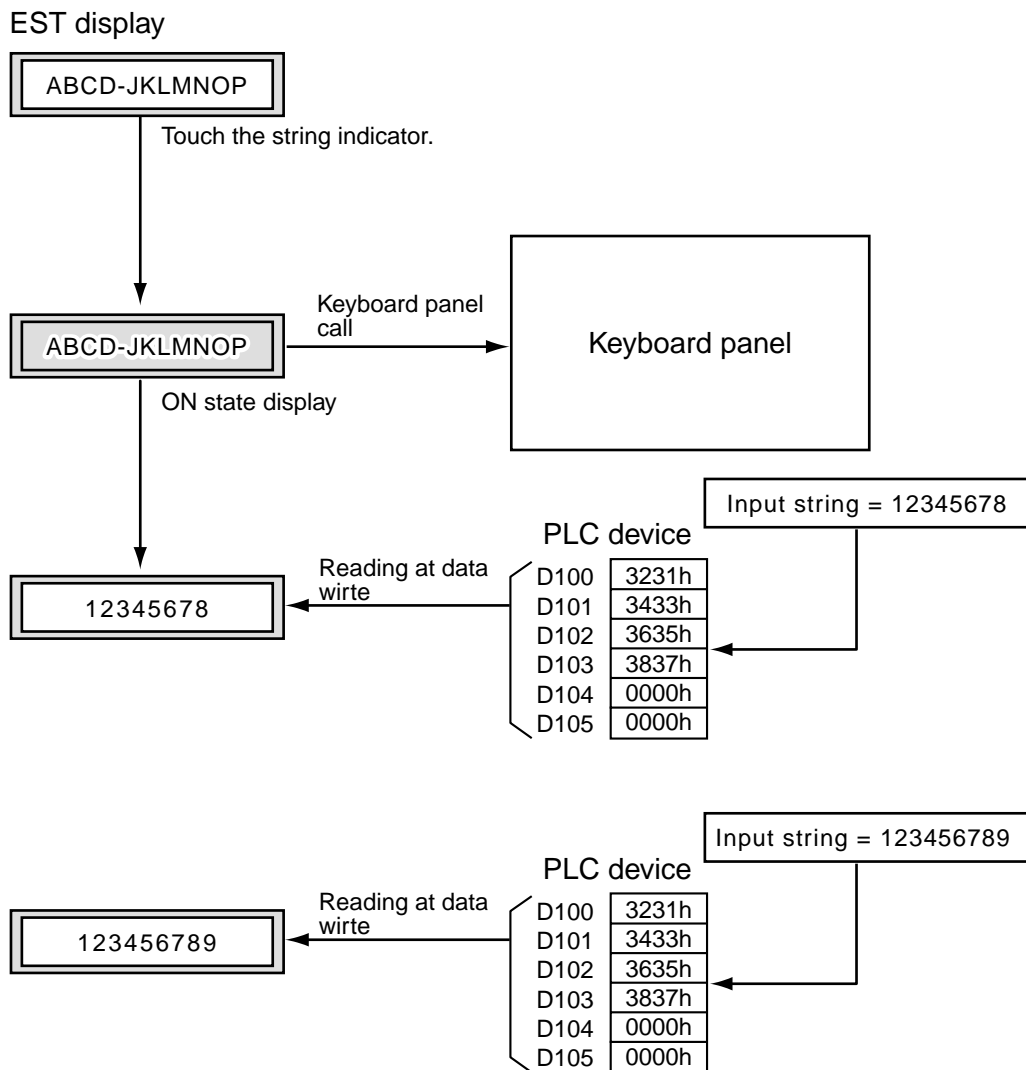 EST display
ABCD-JKLMNOP
Touch the string indicator.
ABCD-JKLMNOP
Keyboard panel
call
Keyboard panel
ON state display
Input string = 12345678
PLC device
12345678
Reading at data
wirte
D100 3231h
D101 3433h
D102 3635h
D103 3837h
D104 0000h
D105 0000h
Input string = 123456789
PLC device
123456789
Reading at data
wirte
D100 3231h
D101 3433h
D102 3635h
D103 3837h
D104 0000h
D105 0000h